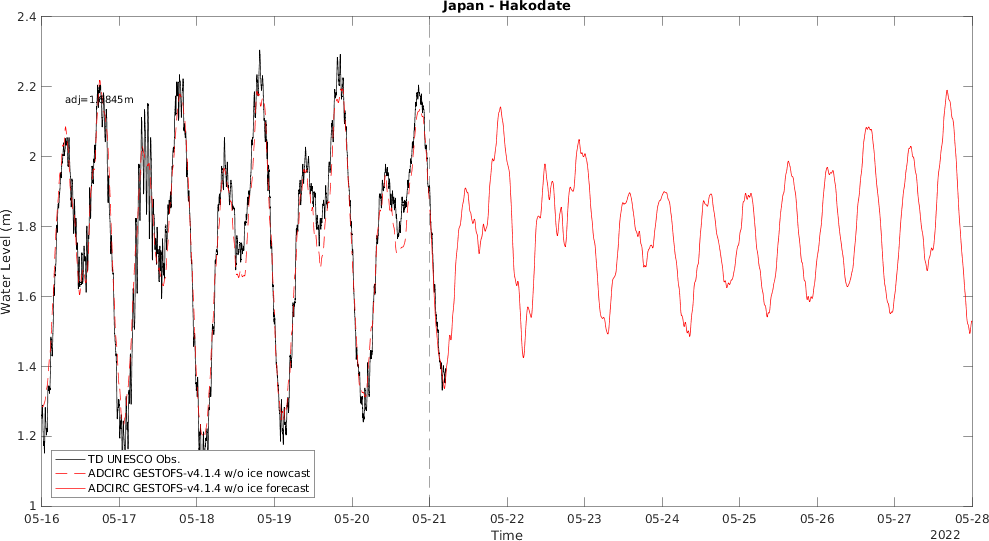 Japan - Hakodate
2.4
2.2
2
1.8
1.6
1.4
1.2
1
Water Level (m)
TD UNESCO Obs.
ADCIRC GESTOFS-v4.1.4 w/o ice nowcast
ADCIRC GESTOFS-v4.1.4 w/o ice forecast
05-16 05-17 05-18 05-19 05-20 05-21 05-22 05-23 05-24 05-25 05-26 05-27 05-28
Time
2022